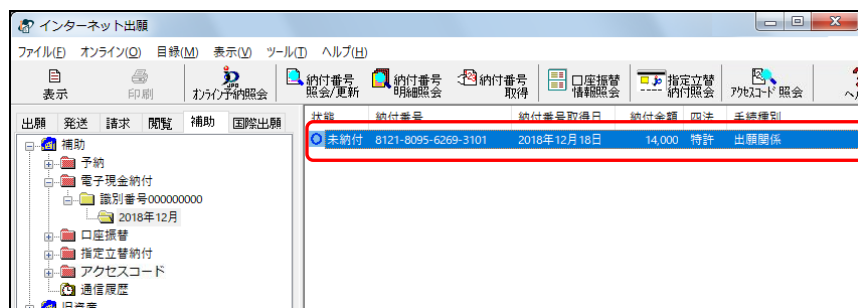 インターネット出願
ファイル(F) オンライン(O) 目録(M) 表示(V) ツール(T) ヘルプ(H)
表示 印刷 オンライン予納照会 納付番号照会/更新 納付番号明細照会 納付番号取得 口座振替情報照会 指定立替納付照会 アクセスコード照会
出願 発送 請求 閲覧 補助 国際出願
状態 納付番号 納付番号取得日 納付金額 四法 手続種別
未納付 8121-8095-6269-3101 2018年12月18日 14,000 特許 出願関係
補助
予納
電子現金納付
識別番号000000000
2018年12月
口座振替
指定立替納付
アクセスコード
通信履歴
旧資産